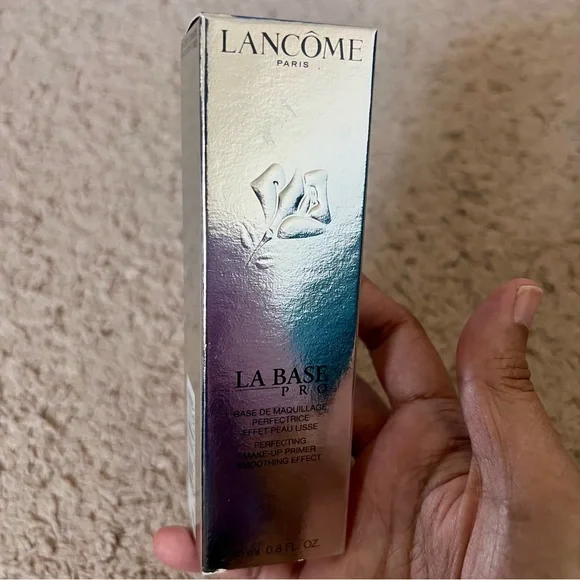 LANCÔME
PARIS
LA BASE
PRO
BASE DE MAQUILLAGE
PERFECTRICE
EFFET PEAU LISSE
PERFECTING
MAKE-UP PRIMER
SMOOTHING EFFECT
ml 0.8 FL. OZ.